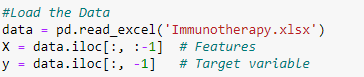 #Load the Data
data = pd.read_excel('Immunotherapy.xlsx')
X = data.iloc[:, :-1]  # Features
y = data.iloc[:, -1]   # Target variable